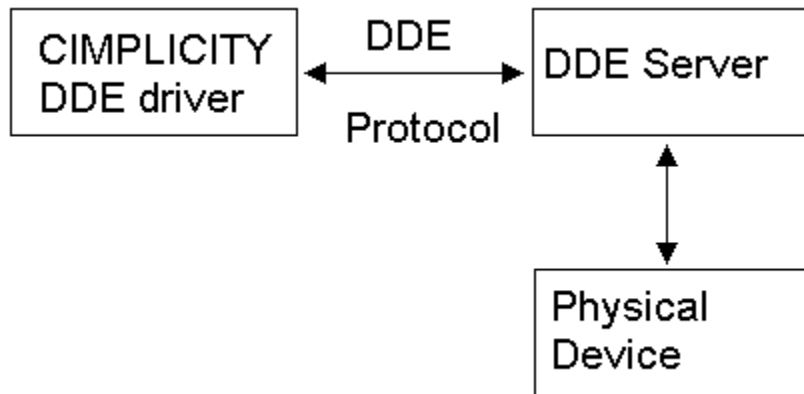 CIMPLICITY
DDE driver
DDE
Protocol
DDE Server
Physical
Device